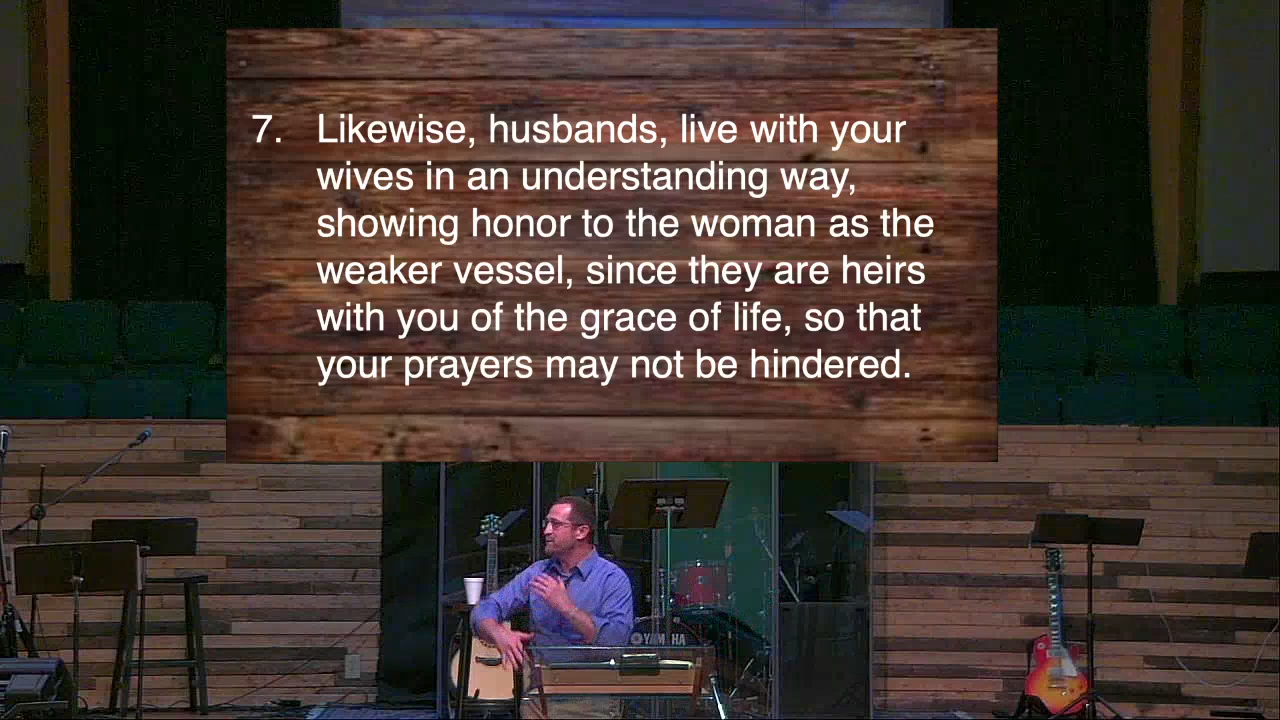 7. Likewise, husbands, live with your
wives in an understanding way,
showing honor to the woman as the
weaker vessel, since they are heirs
with you of the grace of life, so that
your prayers may not be hindered.
YAMAHA